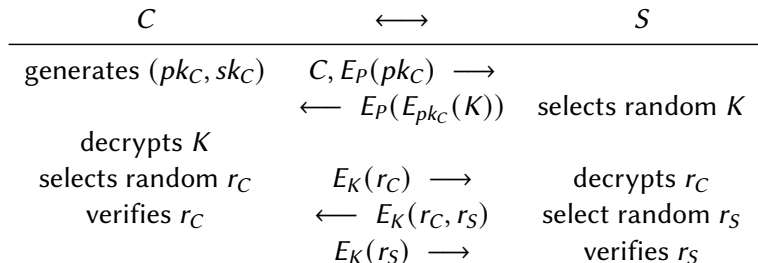 C ⟷ S
generates (pk_C, sk_C) C, E_P(pk_C) ⟶
⟵ E_P(E_{pk_C}(K)) selects random K
decrypts K
selects random r_C E_K(r_C) ⟶ decrypts r_C
verifies r_C ⟵ E_K(r_C, r_S) select random r_S
E_K(r_S) ⟶ verifies r_S